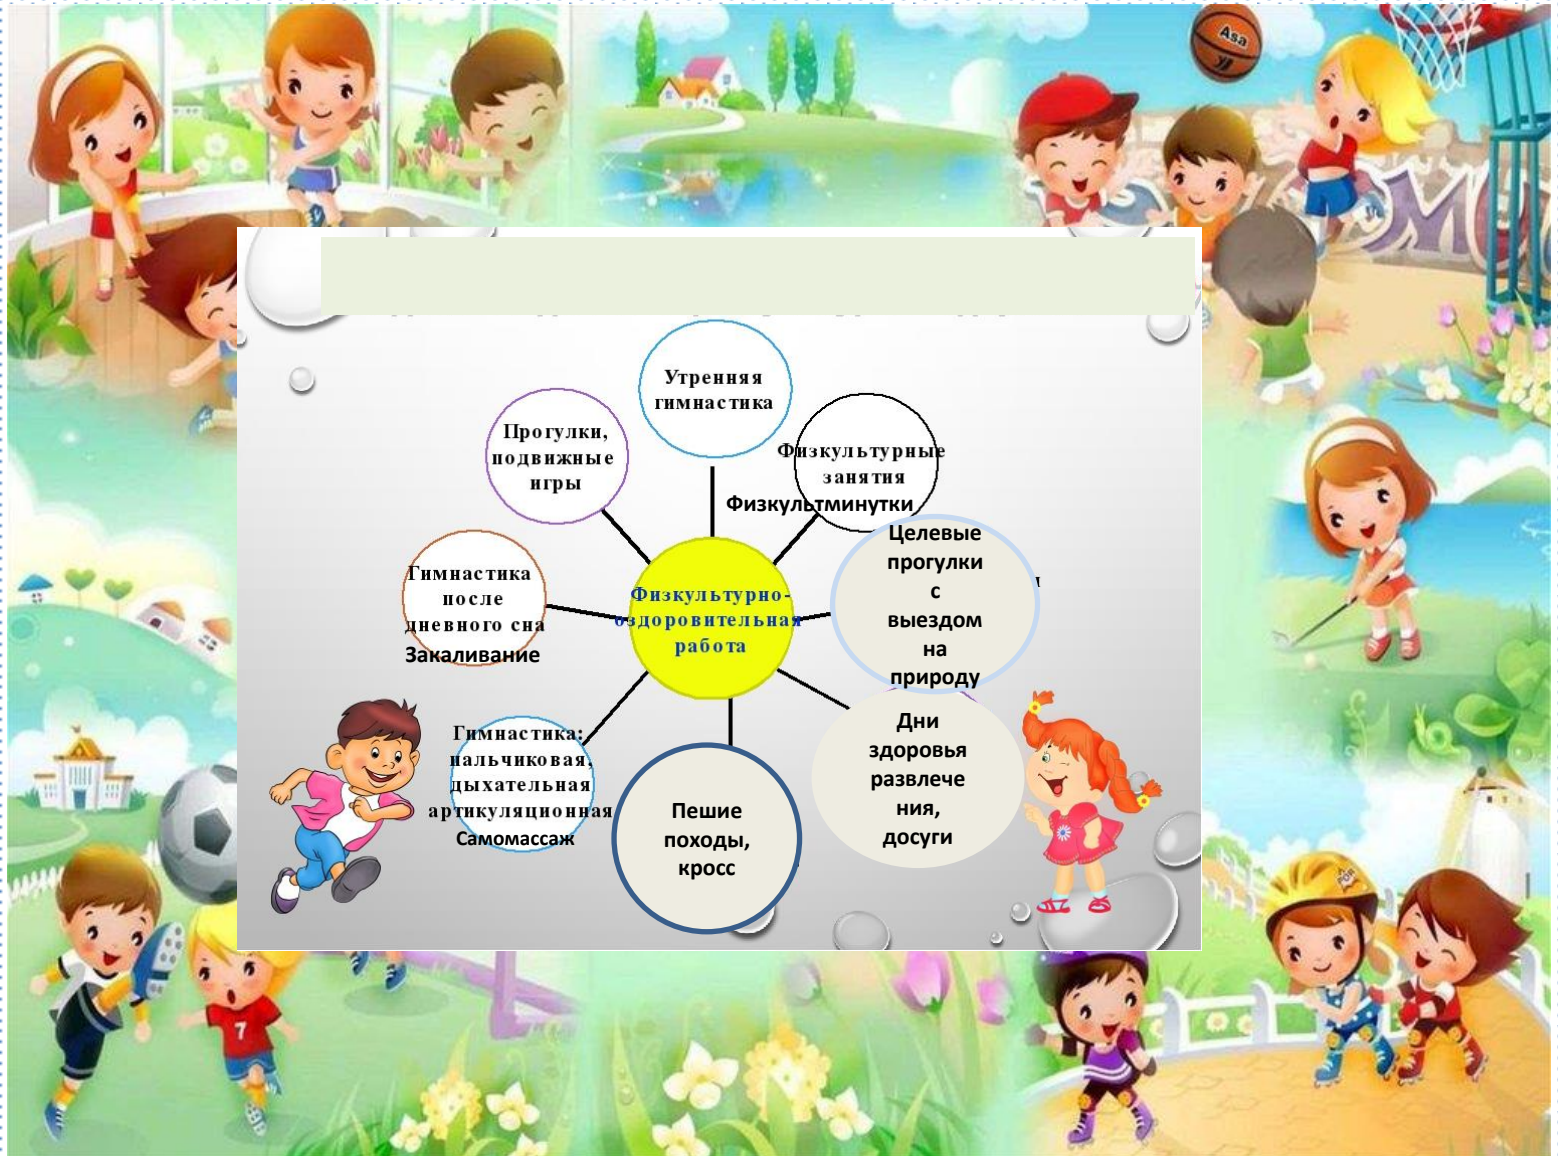 Asa
Утренняя
гимнастика
Прогулки,
подвижные
игры
Физкультурные
занятия
Физкультминутки
Целевые
прогулки
с
выездом
на
природу
Гимнастика
после
дневного сна
Закаливание
Физкультурно-
оздоровительная
работа
Гимнастика:
пальчиковая,
дыхательная
артикуляционная
Самомассаж
Пешие
походы,
кросс
Дни
здоровья
развлече
ния,
досуги
7